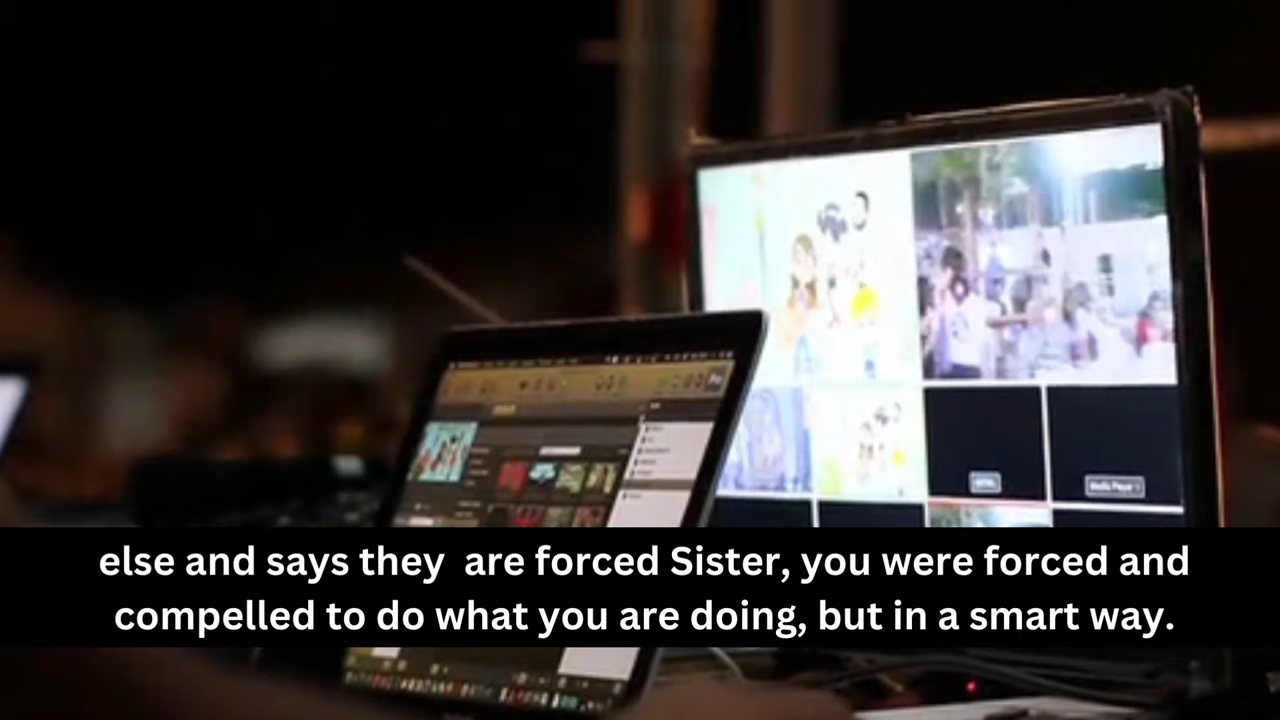 else and says they  are forced Sister, you were forced and
compelled to do what you are doing, but in a smart way.